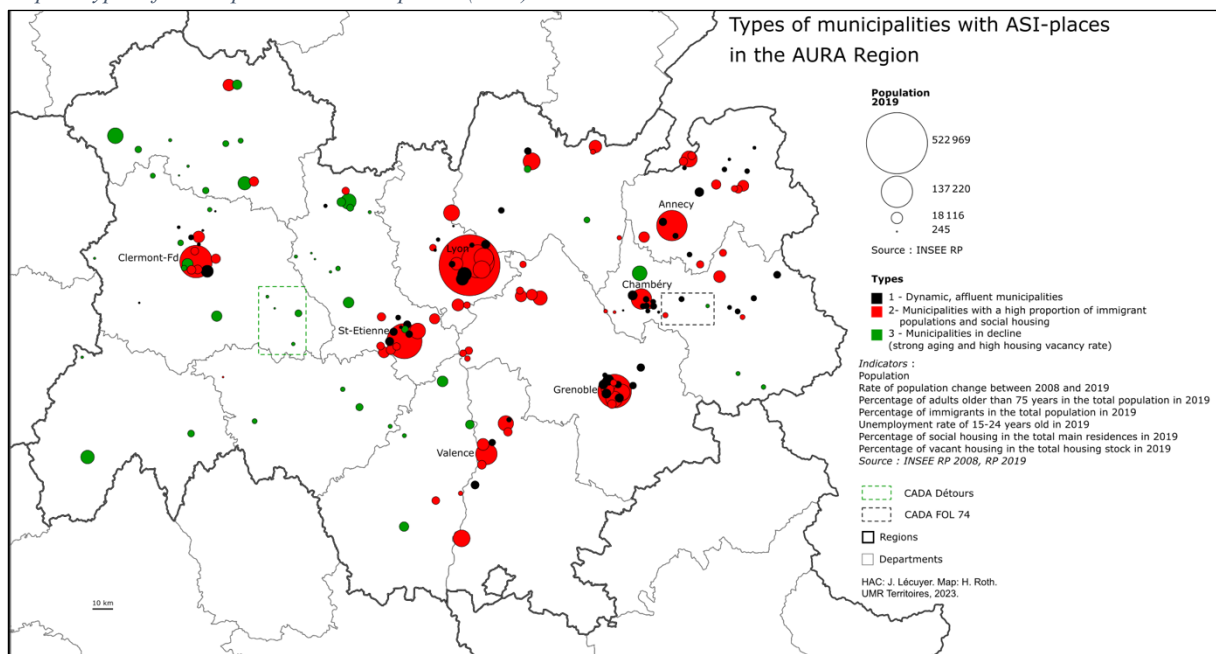 Types of municipalities with ASI-places
in the AURA Region
Population
2019
522 969
137 220
18 116
245
Source : INSEE RP
Types
1 - Dynamic, affluent municipalities
2- Municipalities with a high proportion of immigrant
populations and social housing
3 - Municipalities in decline
(strong aging and high housing vacancy rate)
Indicators :
Population
Rate of population change between 2008 and 2019
Percentage of adults older than 75 years in the total population in 2019
Percentage of immigrants in the total population in 2019
Unemployment rate of 15-24 years old in 2019
Percentage of social housing in the total main residences in 2019
Percentage of vacant housing in the total housing stock in 2019
Source : INSEE RP 2008, RP 2019
CADA Détours
CADA FOL 74
Regions
Departments
HAC: J. Lécuyer. Map: H. Roth.
UMR Territoires, 2023.
Annecy
Lyon
Clermont-Fd
Chambéry
St-Etienne
Grenoble
Valence
10 km